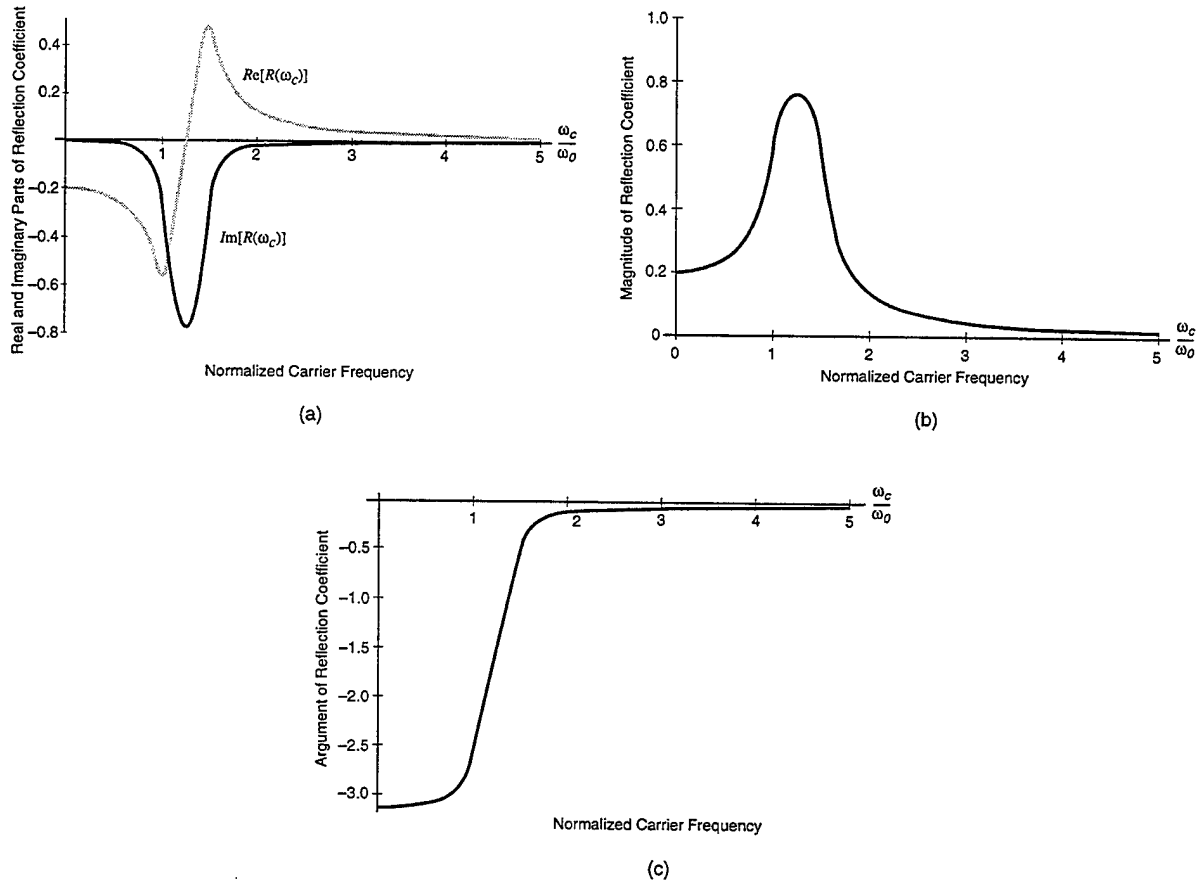 Real and Imaginary Parts of Reflection Coefficient
0.4
0.2
0
−0.2
−0.4
−0.6
−0.8
Re[R(ω_c)]
Im[R(ω_c)]
1
2
3
4
5
ω_c
ω_0
Normalized Carrier Frequency
(a)
Magnitude of Reflection Coefficient
1.0
0.8
0.6
0.4
0.2
0
0
1
2
3
4
5
ω_c
ω_0
Normalized Carrier Frequency
(b)
Argument of Reflection Coefficient
1
2
3
4
5
ω_c
ω_0
−0.5
−1.0
−1.5
−2.0
−2.5
−3.0
Normalized Carrier Frequency
(c)